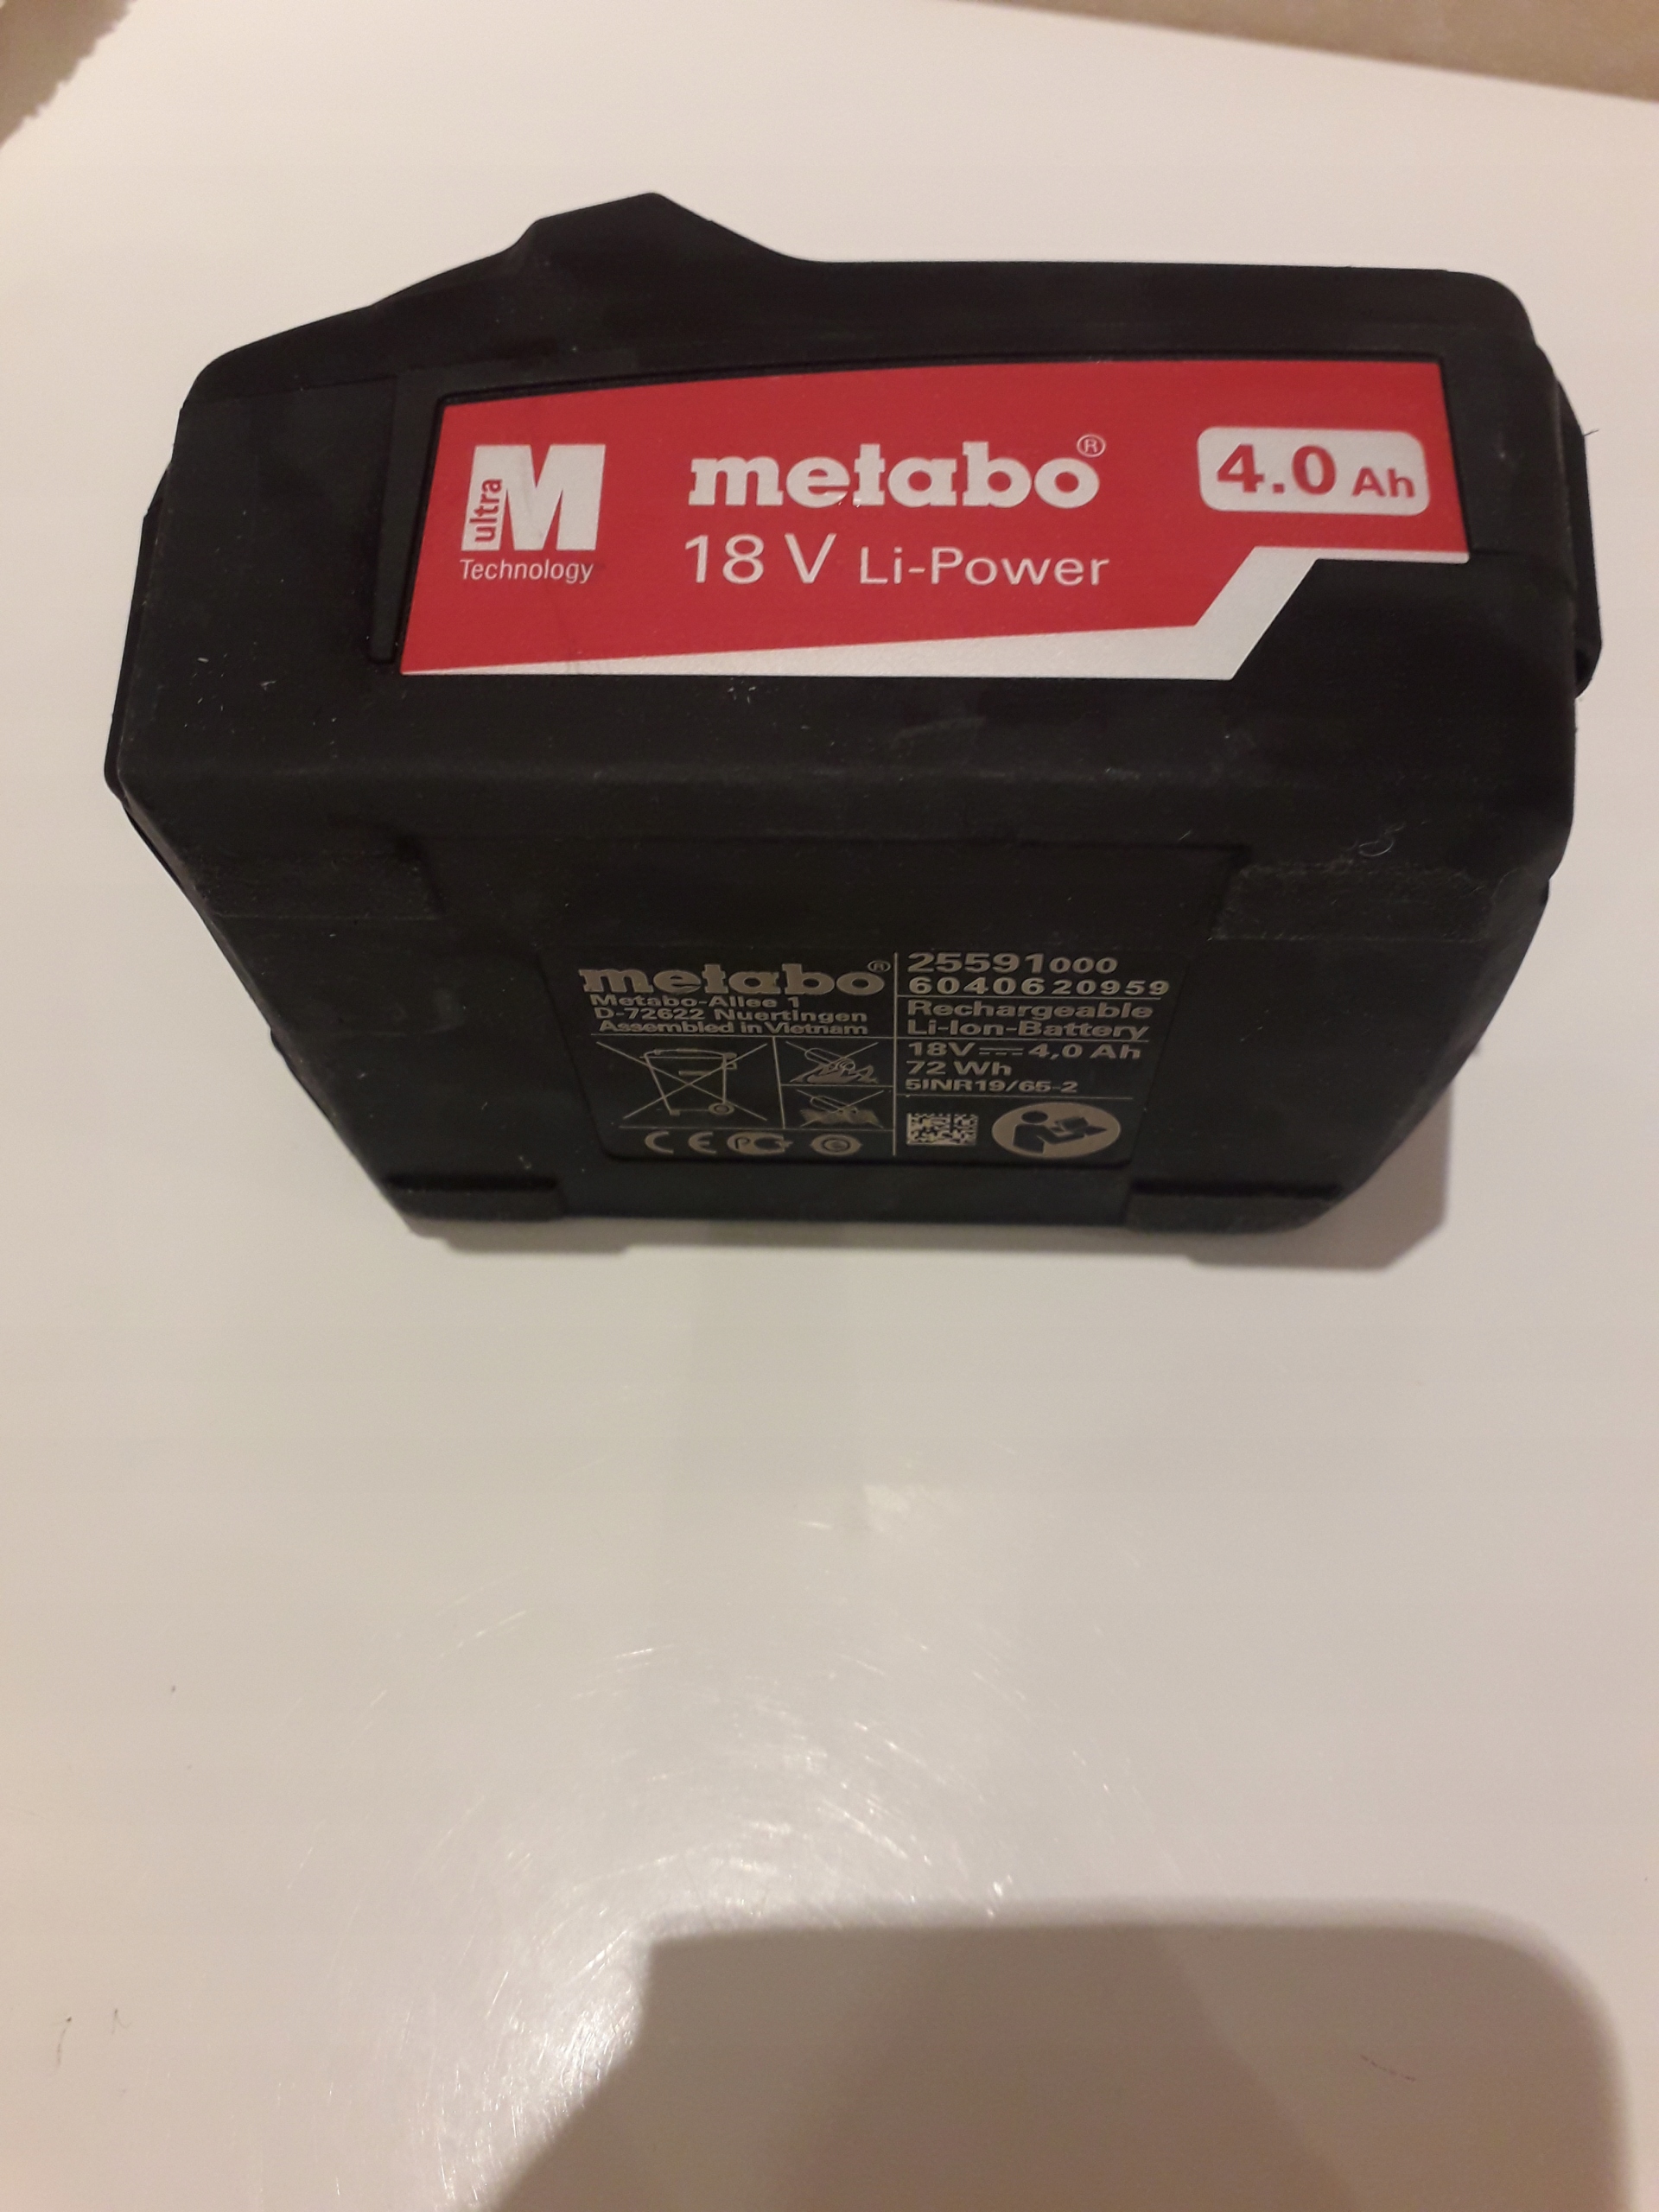 ultra M
Technology
metabo®
18 V Li-Power
4.0 Ah
metabo®
Metabo-Allee 1
D-72622 Nuertingen
Assembled in Vietnam
CE
25591000
6040620959
Rechargeable
Li-Ion-Battery
18V⎓4,0 Ah
72 Wh
5INR19/65-2